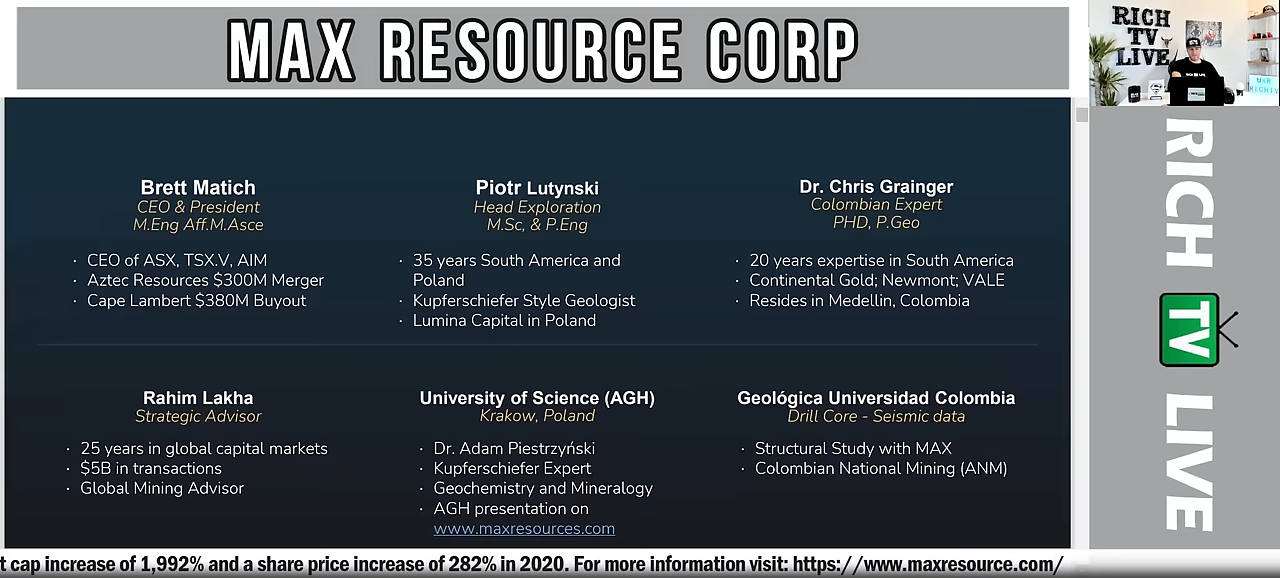 MAX RESOURCE CORP
RICH
TV
LIVE
Brett Matich
CEO & President
M.Eng Aff.M.Asce
· CEO of ASX, TSX.V, AIM
· Aztec Resources $300M Merger
· Cape Lambert $380M Buyout
Piotr Lutynski
Head Exploration
M.Sc, & P.Eng
· 35 years South America and
Poland
· Kupferschiefer Style Geologist
· Lumina Capital in Poland
Dr. Chris Grainger
Colombian Expert
PHD, P.Geo
· 20 years expertise in South America
· Continental Gold; Newmont; VALE
· Resides in Medellin, Colombia
Rahim Lakha
Strategic Advisor
· 25 years in global capital markets
· $5B in transactions
· Global Mining Advisor
University of Science (AGH)
Krakow, Poland
· Dr. Adam Piestrzyński
· Kupferschiefer Expert
· Geochemistry and Mineralogy
· AGH presentation on
www.maxresources.com
Geológica Universidad Colombia
Drill Core - Seismic data
· Structural Study with MAX
· Colombian National Mining (ANM)
RICH TV LIVE
t cap increase of 1,992% and a share price increase of 282% in 2020. For more information visit: https://www.maxresource.com/